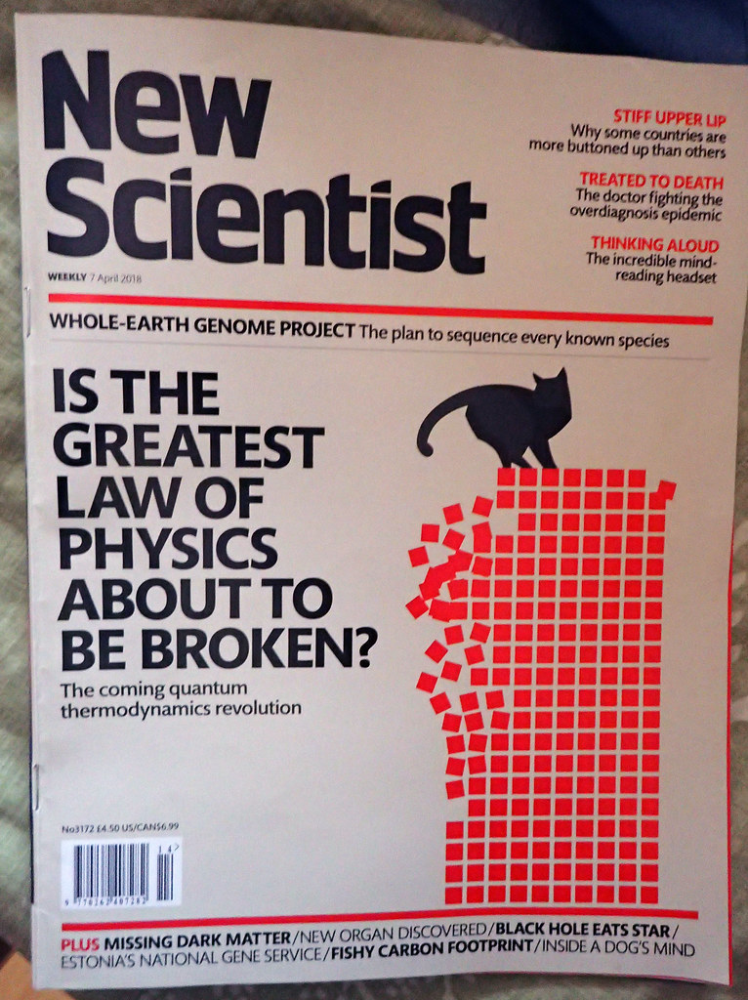 New
Scientist
WEEKLY 7 April 2018
STIFF UPPER LIP
Why some countries are
more buttoned up than others
TREATED TO DEATH
The doctor fighting the
overdiagnosis epidemic
THINKING ALOUD
The incredible mind-
reading headset
WHOLE-EARTH GENOME PROJECT The plan to sequence every known species
IS THE
GREATEST
LAW OF
PHYSICS
ABOUT TO
BE BROKEN?
The coming quantum
thermodynamics revolution
No3172 £4.50 US/CAN$6.99
14>
9 770262 407282
PLUS MISSING DARK MATTER/NEW ORGAN DISCOVERED/BLACK HOLE EATS STAR/
ESTONIA'S NATIONAL GENE SERVICE/FISHY CARBON FOOTPRINT/INSIDE A DOG'S MIND